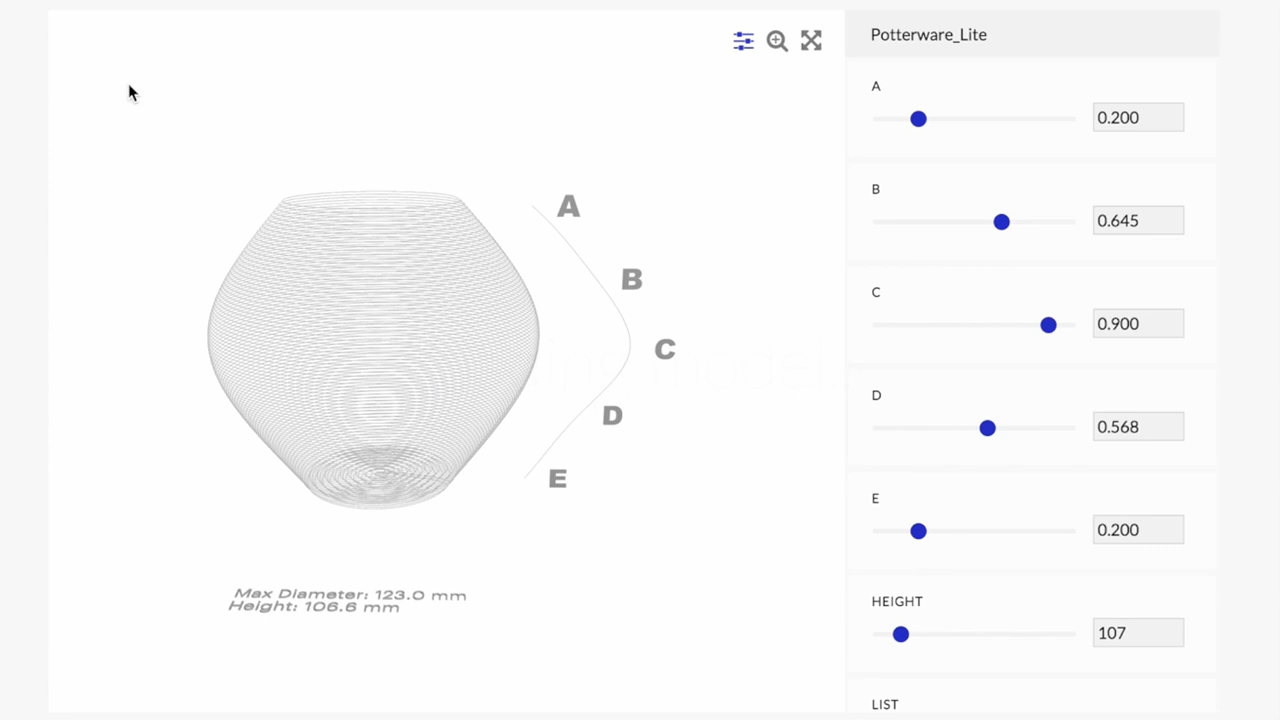 Potterware_Lite
A
0.200
B
0.645
C
0.900
D
0.568
E
0.200
HEIGHT
107
LIST
A
B
C
D
E
Max Diameter: 123.0 mm
Height: 106.6 mm